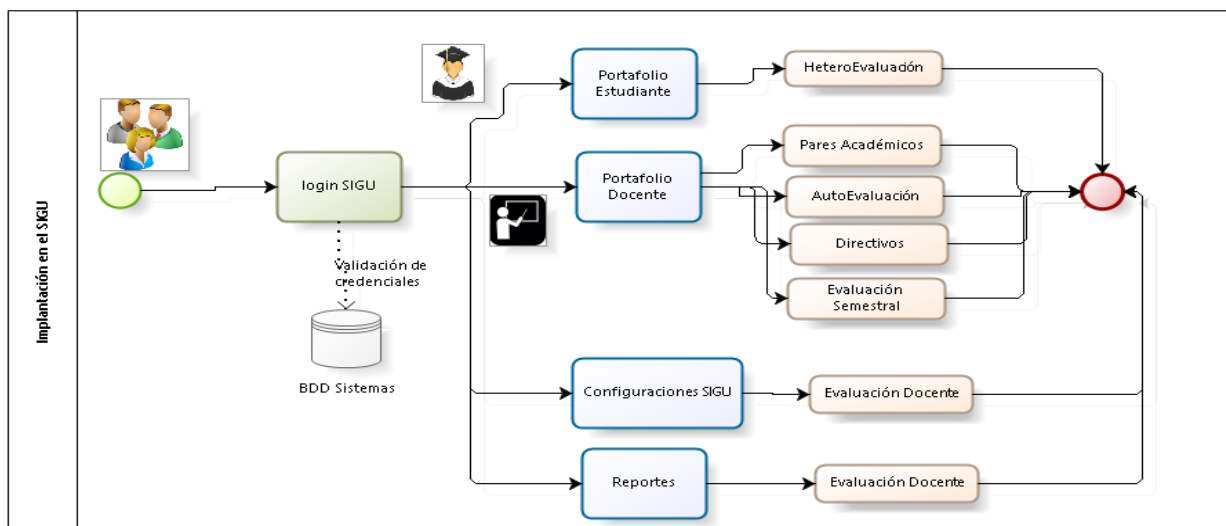 Implantación en el SIGU
login SIGU
Validación de
credenciales
BDD Sistemas
Portafolio
Estudiante
HeteroEvaluación
Portafolio
Docente
Pares Académicos
AutoEvaluación
Directivos
Evaluación
Semestral
Configuraciones SIGU
Evaluación Docente
Reportes
Evaluación Docente